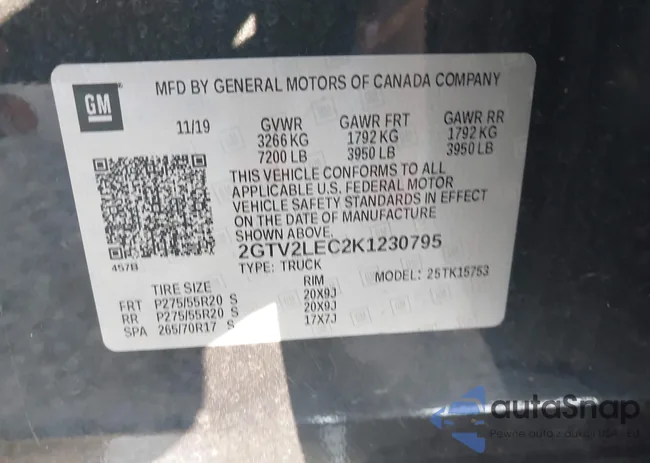 MFD BY GENERAL MOTORS OF CANADA COMPANY
GM
11/19 GVWR GAWR FRT GAWR RR
3266 KG 1792 KG 1792 KG
7200 LB 3950 LB 3950 LB
THIS VEHICLE CONFORMS TO ALL
APPLICABLE U.S. FEDERAL MOTOR
VEHICLE SAFETY STANDARDS IN EFFECT
ON THE DATE OF MANUFACTURE SHOWN
ABOVE.
2GTV2LEC2K1230795
457B
TYPE: TRUCK MODEL: 25TK15753
TIRE SIZE RIM
FRT P275/55R20 S 20X9J
RR P275/55R20 S 20X9J
SPA 265/70R17 S 17X7J
autoSnap
Pewne auta z